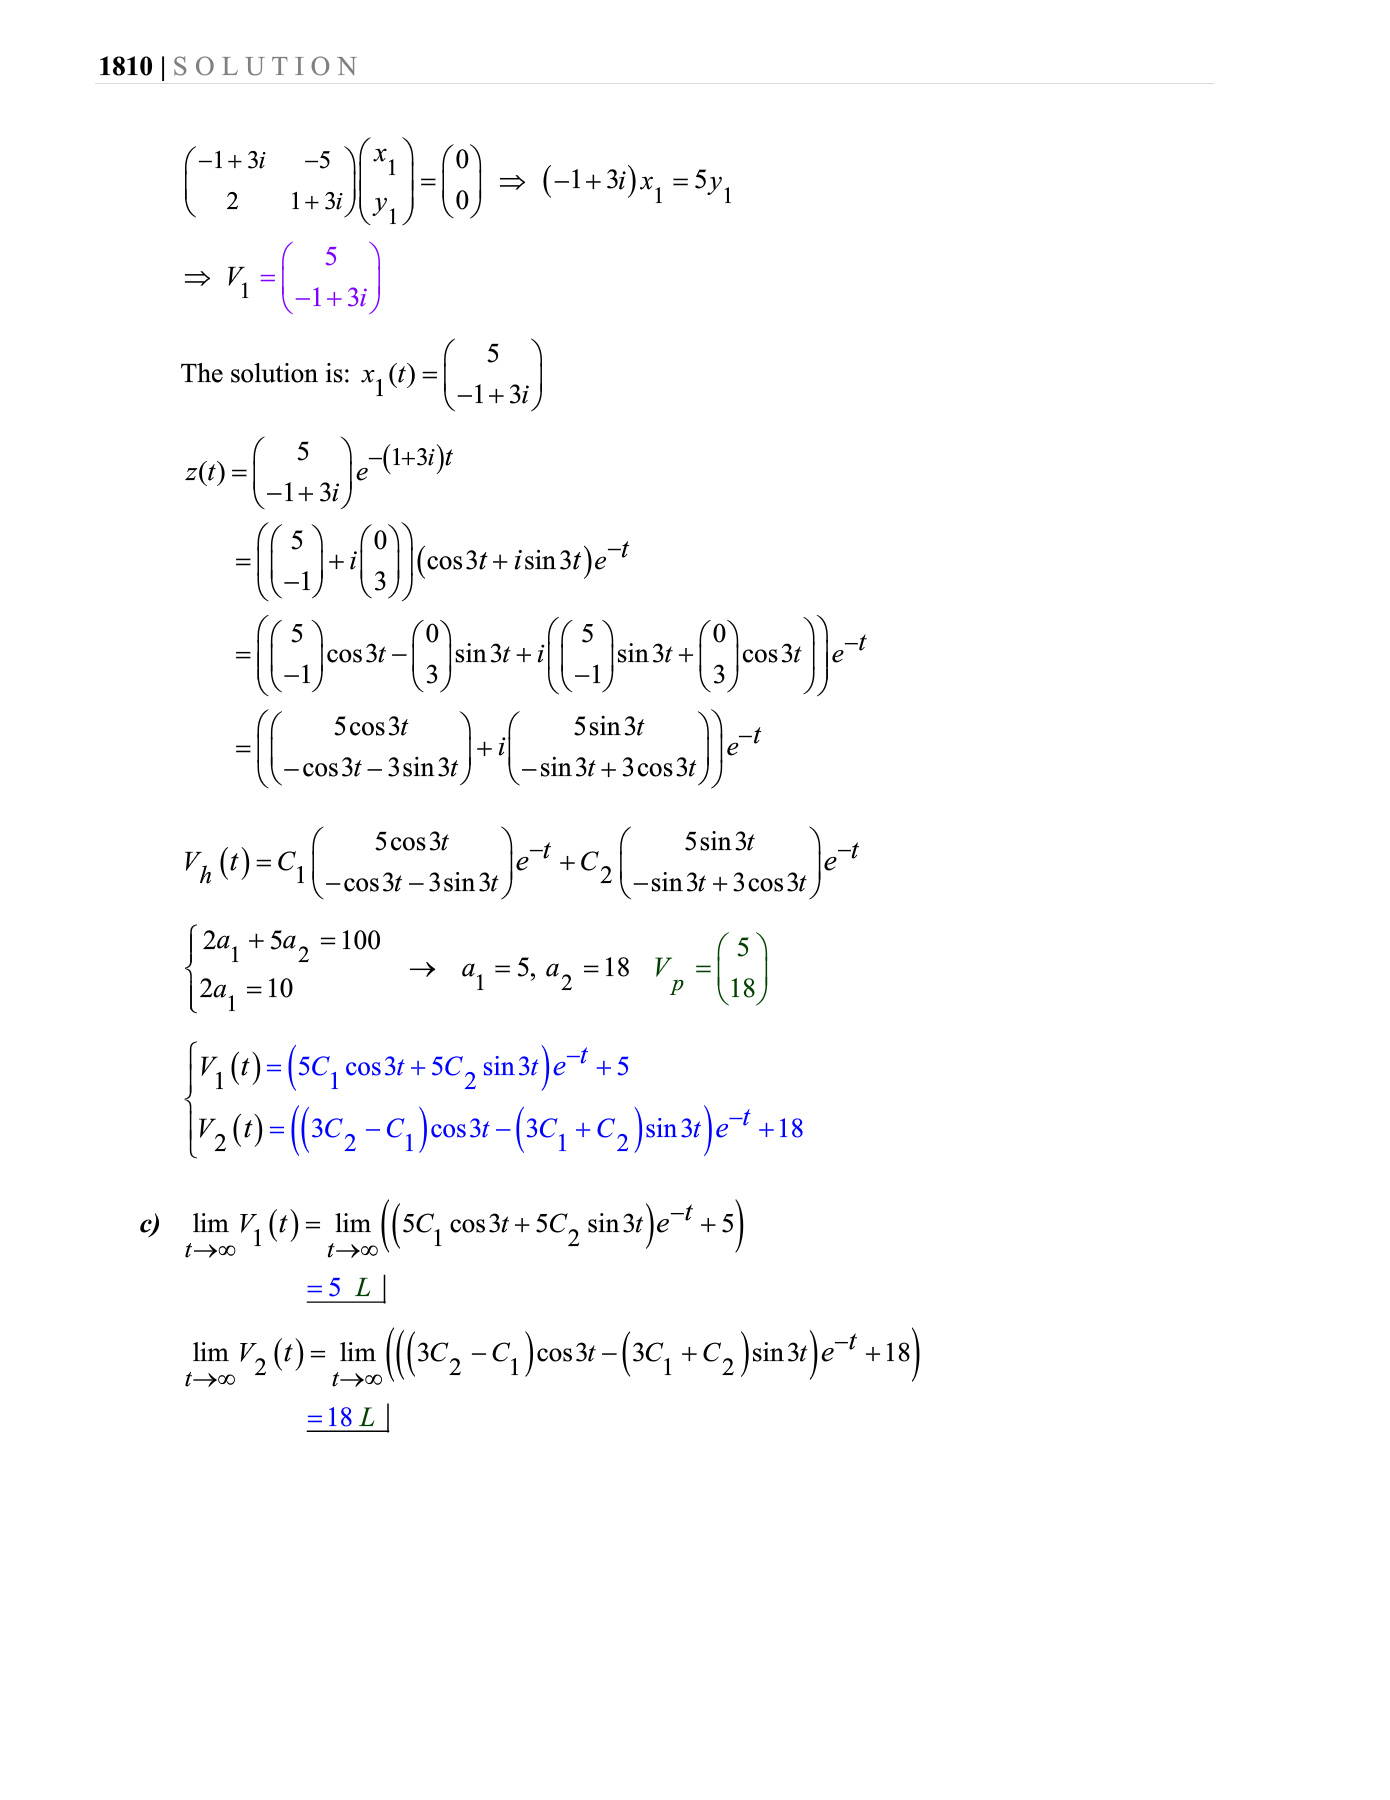 1810 | SOLUTION
$\begin{pmatrix} -1+3i & -5 \\ 2 & 1+3i \end{pmatrix}\begin{pmatrix} x_1 \\ y_1 \end{pmatrix} = \begin{pmatrix} 0 \\ 0 \end{pmatrix} \Rightarrow (-1+3i)x_1 = 5y_1$
$\Rightarrow V_1 = \begin{pmatrix} 5 \\ -1+3i \end{pmatrix}$
The solution is: $x_1(t) = \begin{pmatrix} 5 \\ -1+3i \end{pmatrix}$
$z(t) = \begin{pmatrix} 5 \\ -1+3i \end{pmatrix} e^{-(1+3i)t}$
$= \left(\begin{pmatrix} 5 \\ -1 \end{pmatrix} + i\begin{pmatrix} 0 \\ 3 \end{pmatrix}\right)(\cos 3t + i\sin 3t)e^{-t}$
$= \left(\begin{pmatrix} 5 \\ -1 \end{pmatrix}\cos 3t - \begin{pmatrix} 0 \\ 3 \end{pmatrix}\sin 3t + i\left(\begin{pmatrix} 5 \\ -1 \end{pmatrix}\sin 3t + \begin{pmatrix} 0 \\ 3 \end{pmatrix}\cos 3t\right)\right)e^{-t}$
$= \left(\begin{pmatrix} 5\cos 3t \\ -\cos 3t - 3\sin 3t \end{pmatrix} + i\begin{pmatrix} 5\sin 3t \\ -\sin 3t + 3\cos 3t \end{pmatrix}\right)e^{-t}$
$V_h(t) = C_1\begin{pmatrix} 5\cos 3t \\ -\cos 3t - 3\sin 3t \end{pmatrix}e^{-t} + C_2\begin{pmatrix} 5\sin 3t \\ -\sin 3t + 3\cos 3t \end{pmatrix}e^{-t}$
$\begin{cases} 2a_1 + 5a_2 = 100 \\ 2a_1 = 10 \end{cases} \rightarrow a_1 = 5, a_2 = 18 \quad V_p = \begin{pmatrix} 5 \\ 18 \end{pmatrix}$
$\begin{cases} V_1(t) = (5C_1\cos 3t + 5C_2\sin 3t)e^{-t} + 5 \\ V_2(t) = ((3C_2 - C_1)\cos 3t - (3C_1 + C_2)\sin 3t)e^{-t} + 18 \end{cases}$
c) $\lim_{t\to\infty} V_1(t) = \lim_{t\to\infty}((5C_1\cos 3t + 5C_2\sin 3t)e^{-t} + 5)$
$= 5\ L\,|$
$\lim_{t\to\infty} V_2(t) = \lim_{t\to\infty}(((3C_2 - C_1)\cos 3t - (3C_1 + C_2)\sin 3t)e^{-t} + 18)$
$= 18\ L\,|$